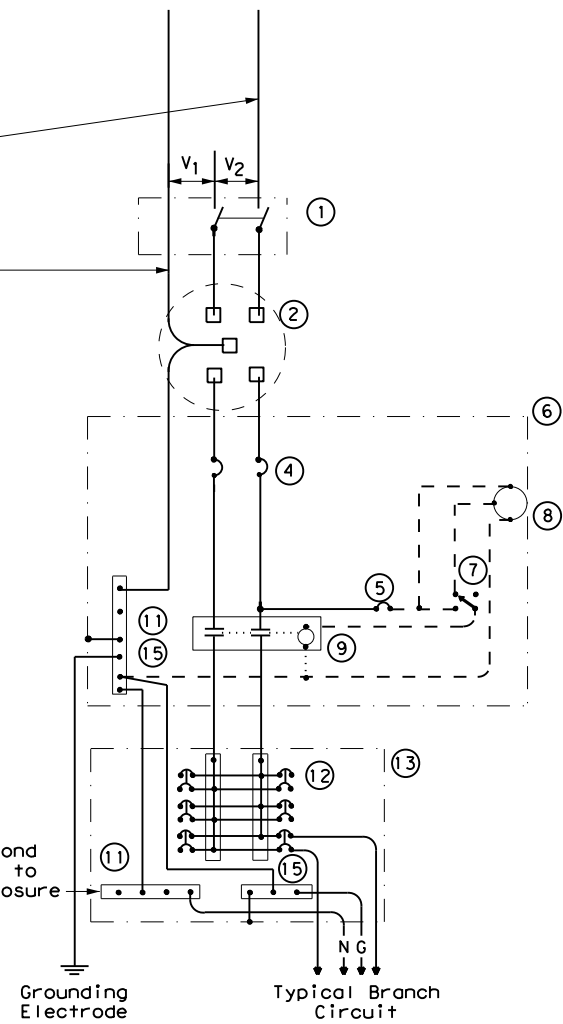 V1 V2
1
2
6
4
8
7
5
11
9
15
13
12
11
15
ond
to
osure
N G
Grounding
Electrode
Typical Branch
Circuit